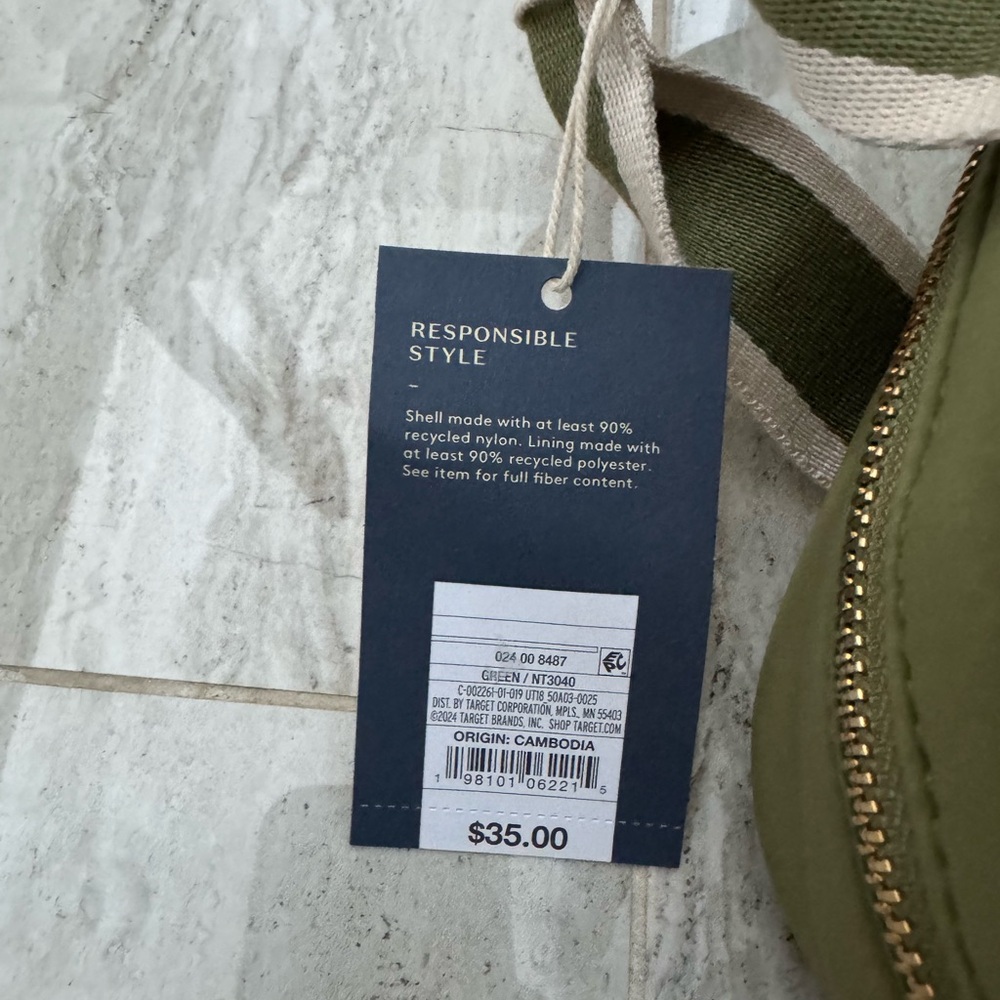 RESPONSIBLE
STYLE
–
Shell made with at least 90%
recycled nylon. Lining made with
at least 90% recycled polyester.
See item for full fiber content.
024 00 8487
GREEN / NT3040
C-002261-01-019 UT18_50A03-0025
DIST. BY TARGET CORPORATION, MPLS., MN 55403
©2024 TARGET BRANDS, INC. SHOP TARGET.COM
ORIGIN: CAMBODIA
1 98101 06221 5
$35.00